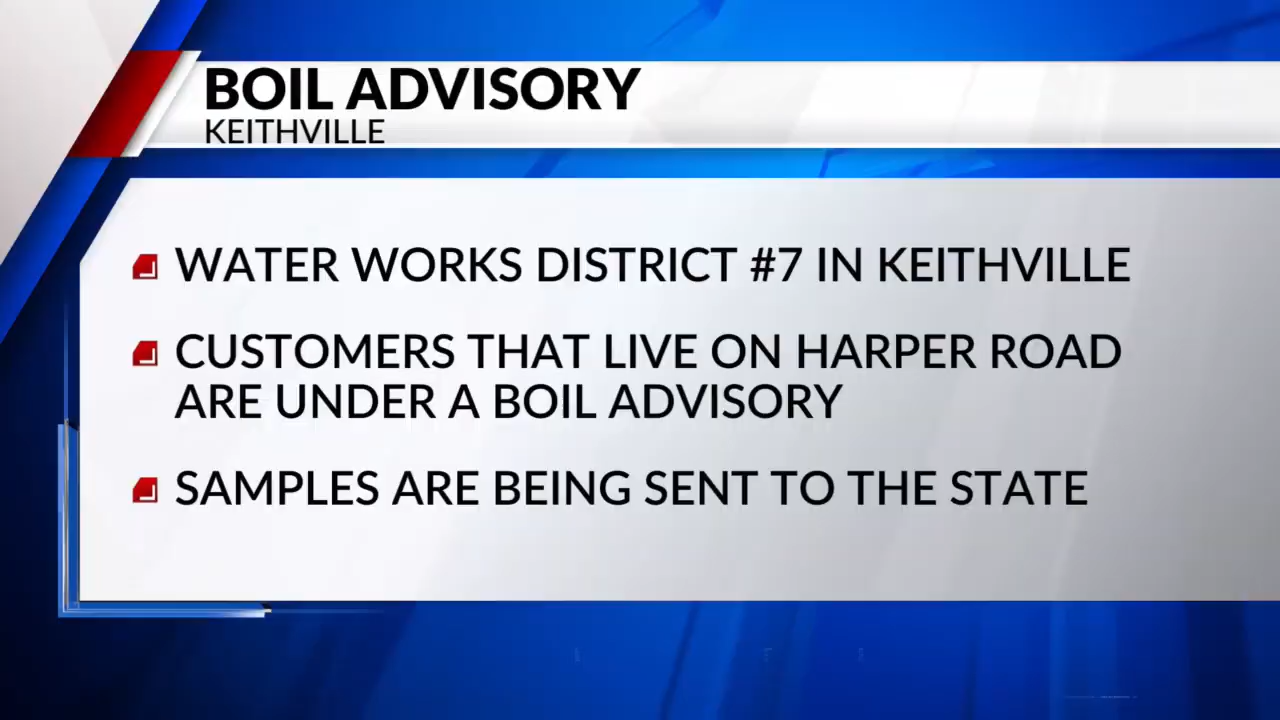 BOIL ADVISORY
KEITHVILLE
WATER WORKS DISTRICT #7 IN KEITHVILLE
CUSTOMERS THAT LIVE ON HARPER ROAD
ARE UNDER A BOIL ADVISORY
SAMPLES ARE BEING SENT TO THE STATE